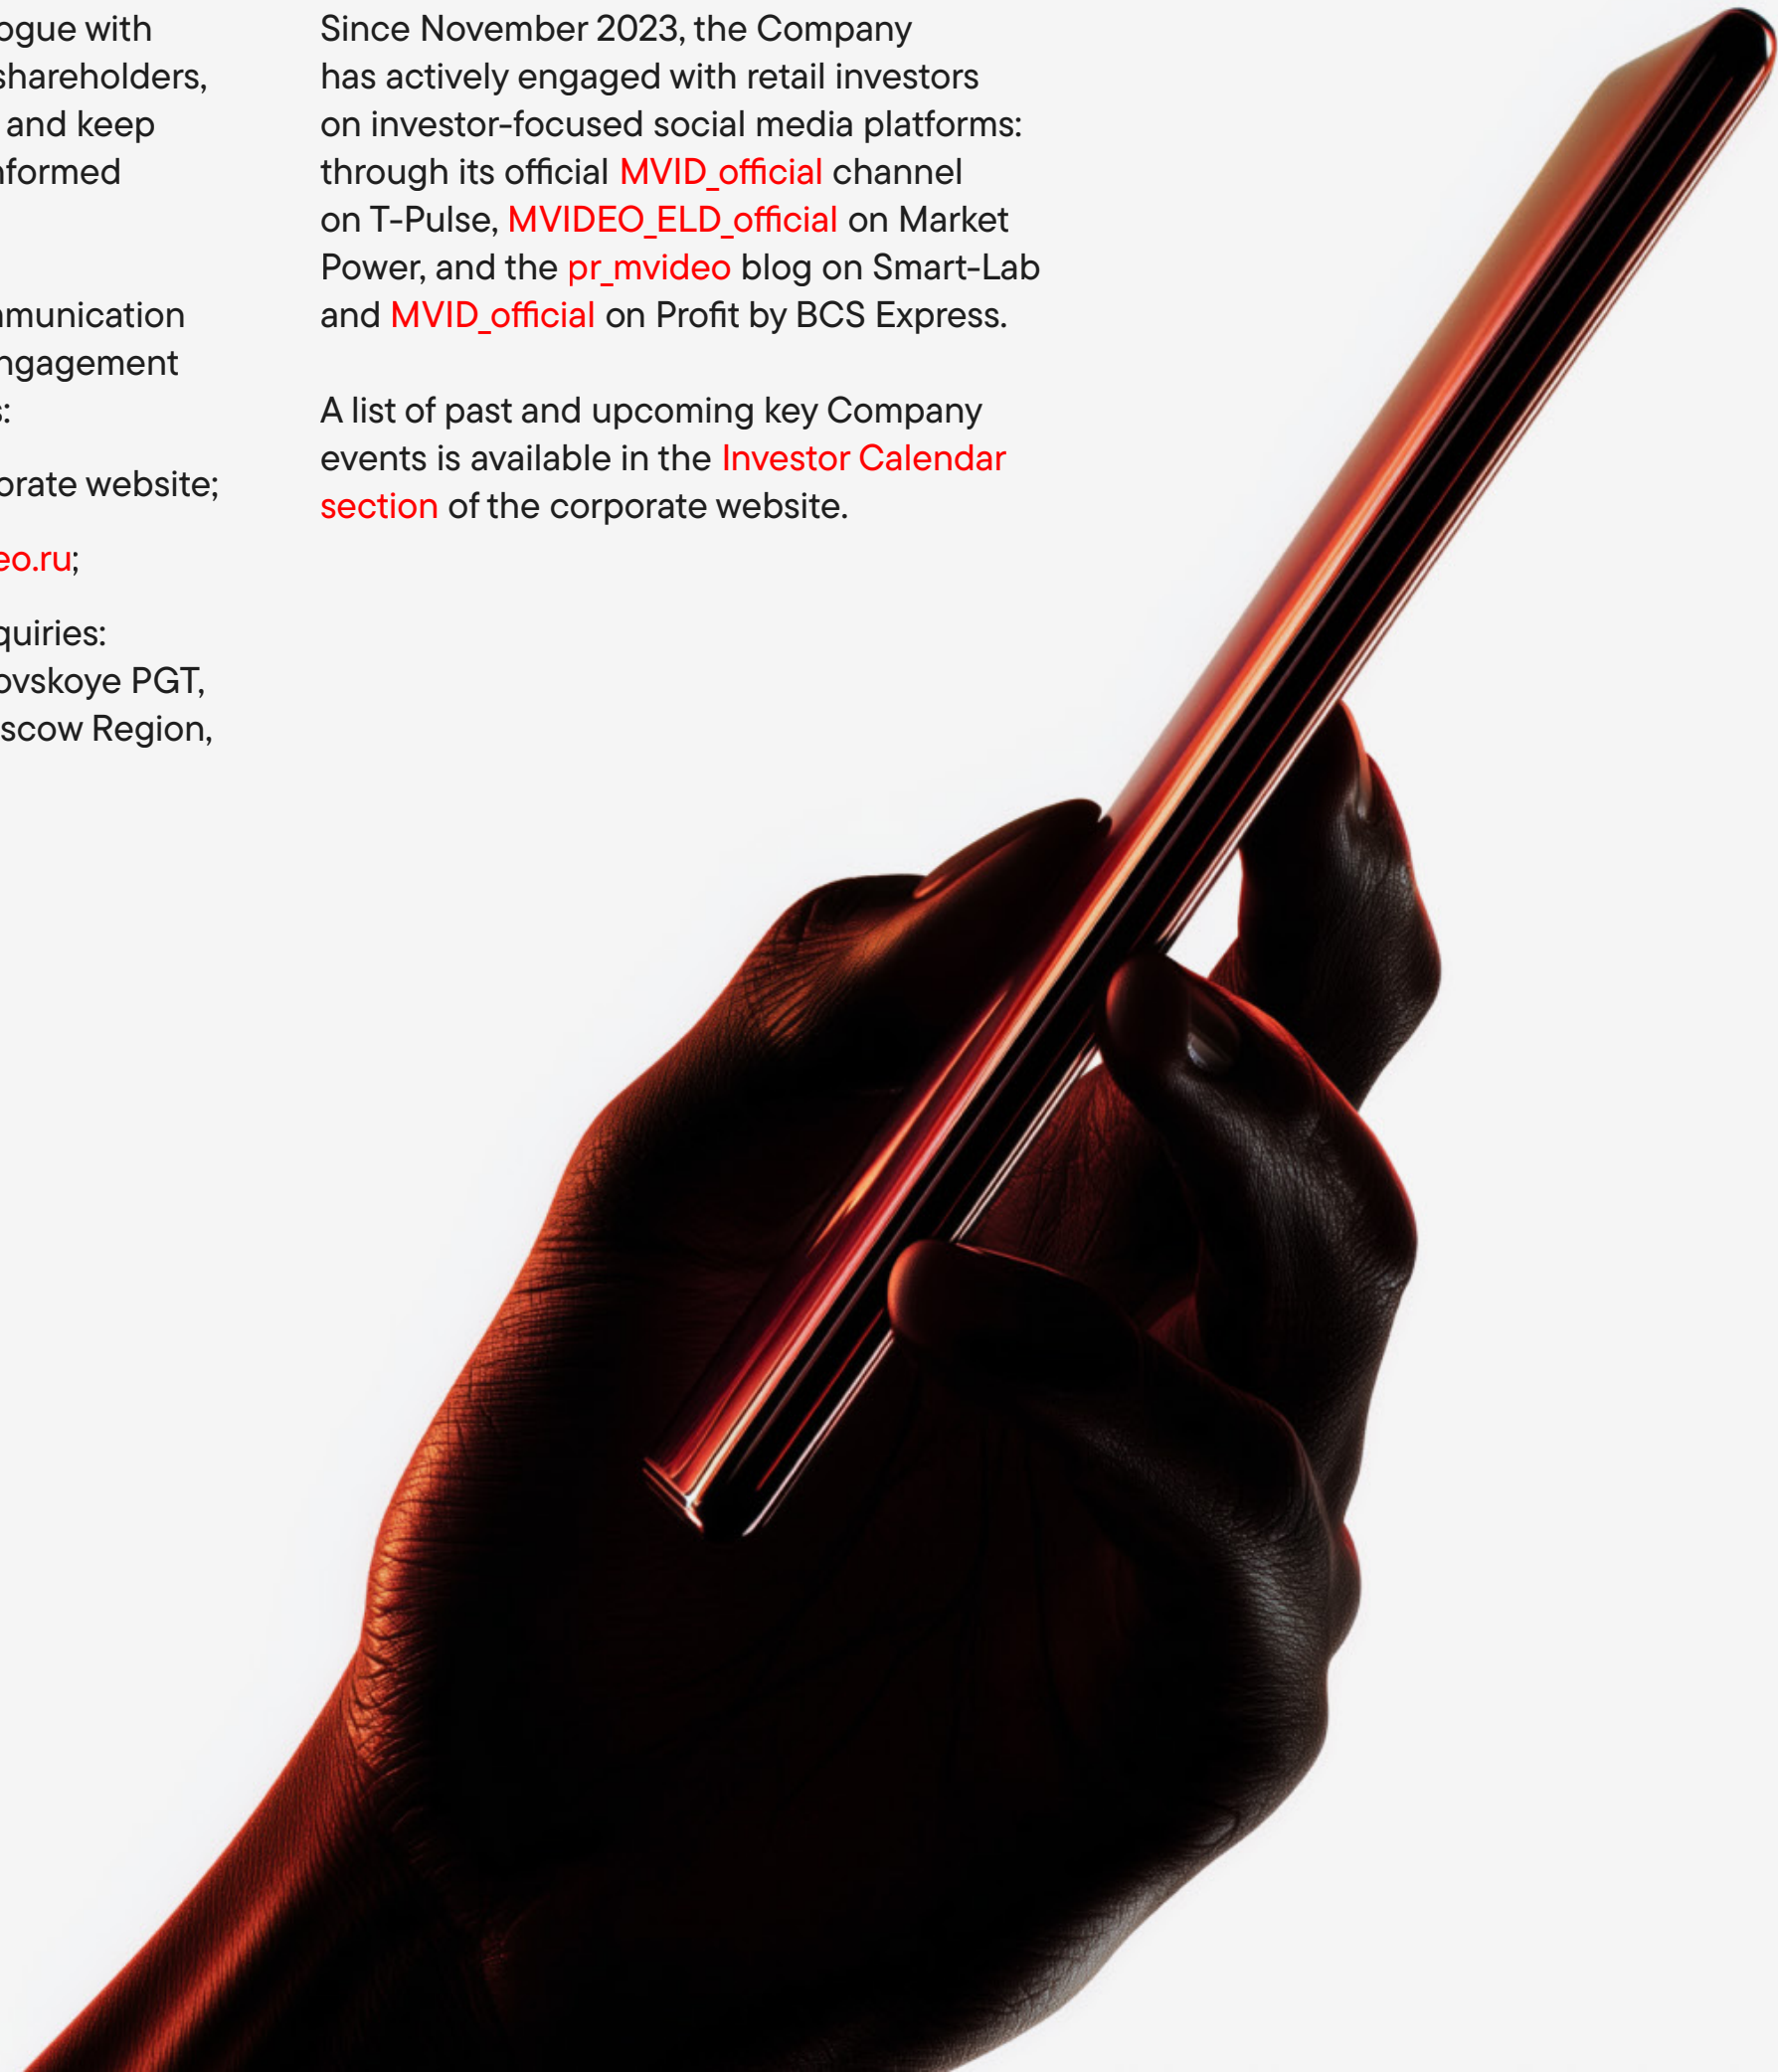 ogue with
shareholders,
and keep
nformed
mmunication
ngagement
s:
orate website;
eo.ru;
quiries:
ovskoye PGT,
scow Region,
Since November 2023, the Company
has actively engaged with retail investors
on investor-focused social media platforms:
through its official MVID_official channel
on T-Pulse, MVIDEO_ELD_official on Market
Power, and the pr_mvideo blog on Smart-Lab
and MVID_official on Profit by BCS Express.
A list of past and upcoming key Company
events is available in the Investor Calendar
section of the corporate website.